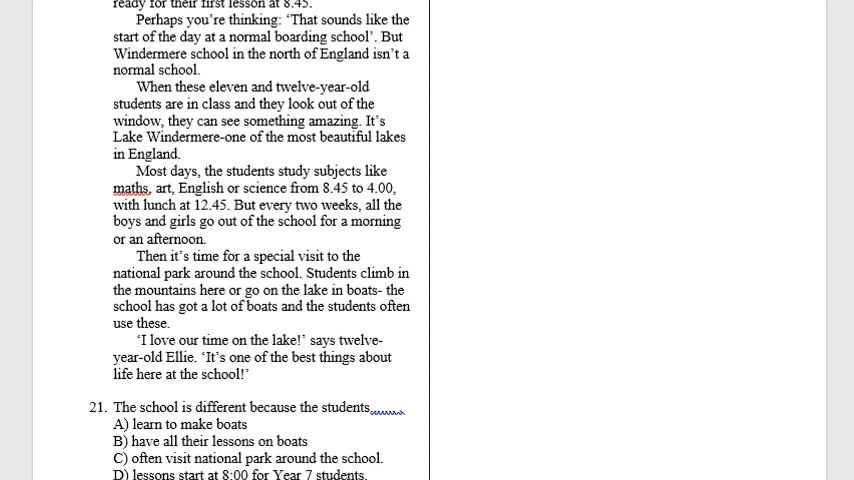 ready for their first lesson at 8.45.
Perhaps you're thinking: 'That sounds like the
start of the day at a normal boarding school'. But
Windermere school in the north of England isn't a
normal school.
When these eleven and twelve-year-old
students are in class and they look out of the
window, they can see something amazing. It's
Lake Windermere-one of the most beautiful lakes
in England.
Most days, the students study subjects like
maths, art, English or science from 8.45 to 4.00,
with lunch at 12.45. But every two weeks, all the
boys and girls go out of the school for a morning
or an afternoon.
Then it's time for a special visit to the
national park around the school. Students climb in
the mountains here or go on the lake in boats- the
school has got a lot of boats and the students often
use these.
'I love our time on the lake!' says twelve-
year-old Ellie. 'It's one of the best things about
life here at the school!'
21. The school is different because the students........
A) learn to make boats
B) have all their lessons on boats
C) often visit national park around the school.
D) lessons start at 8:00 for Year 7 students.